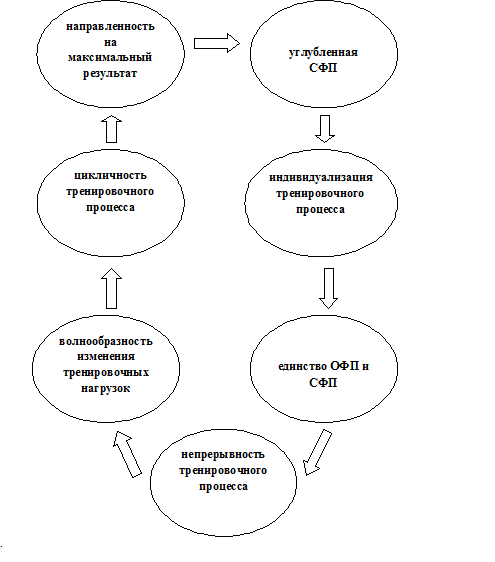 направленность
на
максимальный
результат
углубленная
СФП
цикличность
тренировочного
процесса
индивидуализация
тренировочного
процесса
волнообразность
изменения
тренировочных
нагрузок
единство ОФП и
СФП
непрерывность
тренировочного
процесса
.